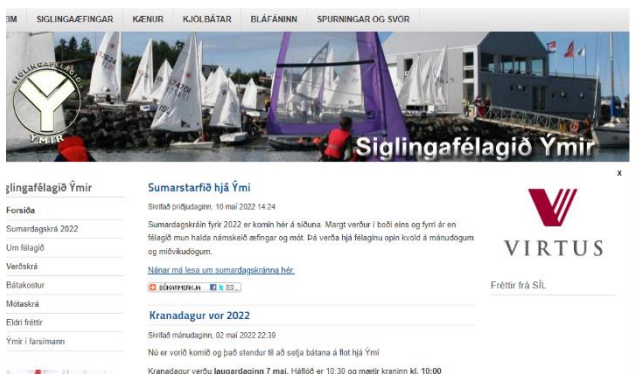 SIGLINGAÆFINGAR KÆNUR KJÖLBÁTAR BLÁFÁNINN SPURNINGAR OG SVÖR
SIGLINGAFÉLAGIÐ
ÝMIR
Siglingafélagið Ýmir
x
glingafélagið Ýmir
Forsíða
Sumardagskrá 2022
Um félagið
Verðskrá
Bátakostur
Mótaskrá
Eldri fréttir
Ýmir í farsímann
Sumarstarfið hjá Ými
Skrifað þriðjudaginn, 10 maí 2022 14:24
Sumardagskráin fyrir 2022 er komin hér á síðuna. Margt verður í boði eins og fyrri ár en
félagið mun halda námskeið æfingar og mót. Þá verða hjá félaginu opin kvöld á mánudögum
og miðvikudögum.
Nánar má lesa um sumardagskránna hér.
BÓKAMERKJA
Kranadagur vor 2022
Skrifað mánudaginn, 02 maí 2022 22:39
Nú er vorið komið og það stendur til að setja bátana á flot hjá Ými
Kranadagur verðu laugardaginn 7 maí. Háflóð er 10:30 og mætir kraninn kl. 10:00
VIRTUS
Fréttir frá SÍL